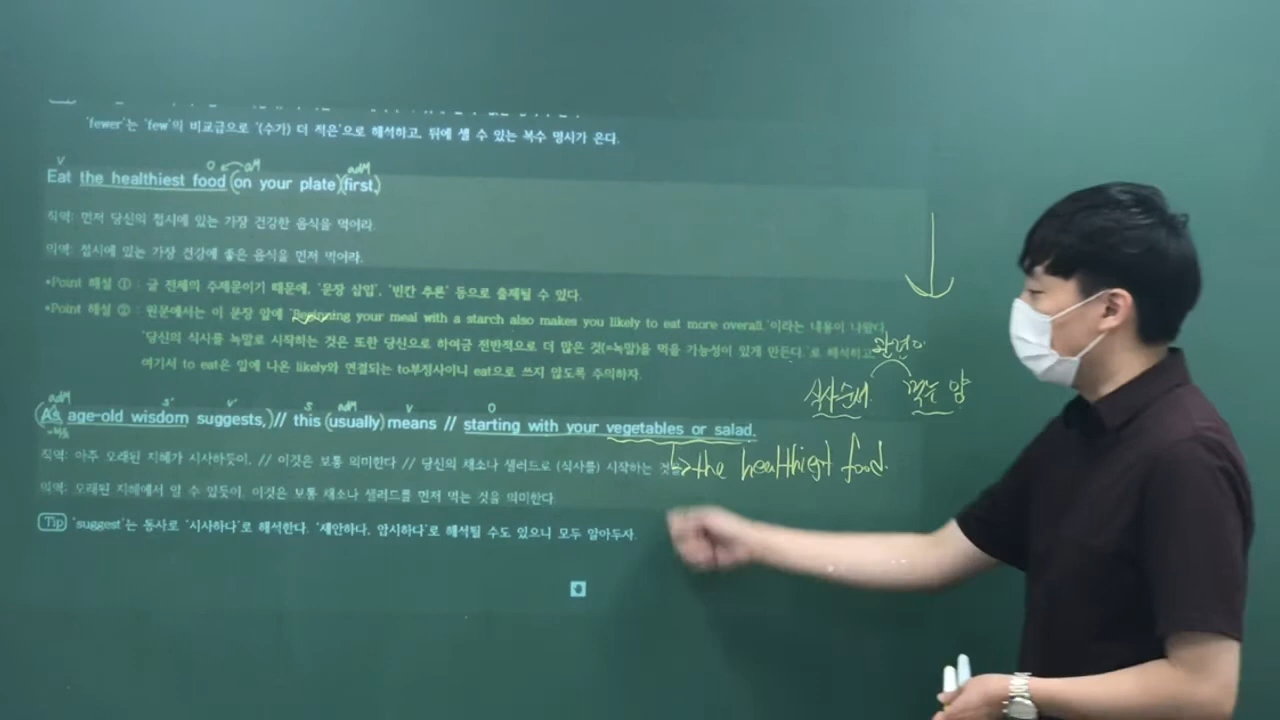 'fewer'는 'few'의 비교급으로 '(수가) 더 적은'으로 해석하고, 뒤에 셀 수 있는 복수 명사가 온다.
V O aM adM
Eat the healthiest food (on your plate)(first.)
직역: 먼저 당신의 접시에 있는 가장 건강한 음식을 먹어라.
의역: 접시에 있는 가장 건강에 좋은 음식을 먼저 먹어라.
*Point 해설 ① : 글 전체의 주제문이기 때문에, '문장 삽입', '빈칸 추론' 등으로 출제될 수 있다.
*Point 해설 ② : 원문에서는 이 문장 앞에 'Beginning your meal with a starch also makes you likely to eat more overall.'이라는 내용이 나왔다.
'당신의 식사를 녹말로 시작하는 것은 또한 당신으로 하여금 전반적으로 더 많은 것(=녹말)을 먹을 가능성이 있게 만든다.'로 해석하고
여기서 to eat은 앞에 나온 likely와 연결되는 to부정사이니 eat으로 쓰지 않도록 주의하자.
관련이
식사순서 먹는 양
adM s' v' s adM v O
(As age-old wisdom suggests,) // this (usually) means // starting with your vegetables or salad.
직역: 아주 오래된 지혜가 시사하듯이, // 이것은 보통 의미한다 // 당신의 채소나 샐러드로 (식사를) 시작하는 것을
the healthiest food.
의역: 오래된 지혜에서 알 수 있듯이, 이것은 보통 채소나 샐러드를 먼저 먹는 것을 의미한다.
Tip 'suggest'는 동사로 '시사하다'로 해석한다. '제안하다, 암시하다'로 해석될 수도 있으니 모두 알아두자.